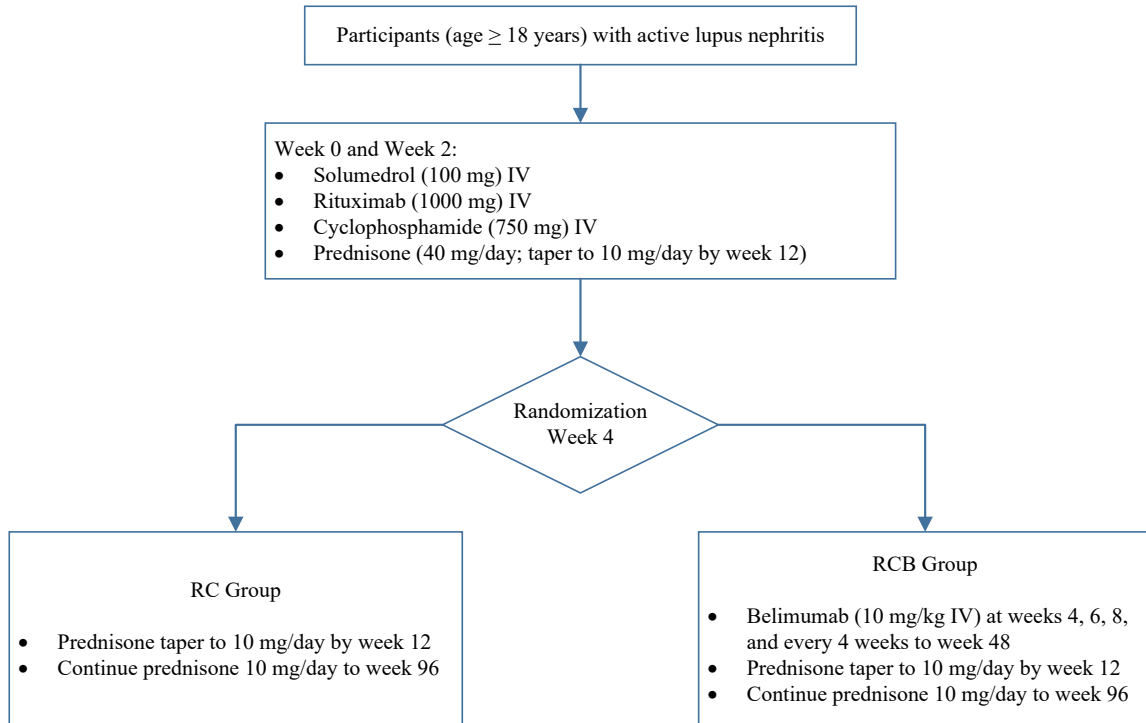 Participants (age ≥ 18 years) with active lupus nephritis
Week 0 and Week 2:
• Solumedrol (100 mg) IV
• Rituximab (1000 mg) IV
• Cyclophosphamide (750 mg) IV
• Prednisone (40 mg/day; taper to 10 mg/day by week 12)
Randomization
Week 4
RC Group
• Prednisone taper to 10 mg/day by week 12
• Continue prednisone 10 mg/day to week 96
RCB Group
• Belimumab (10 mg/kg IV) at weeks 4, 6, 8,
and every 4 weeks to week 48
• Prednisone taper to 10 mg/day by week 12
• Continue prednisone 10 mg/day to week 96